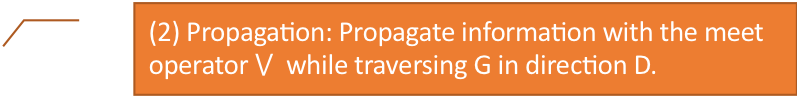 (2) Propagation: Propagate information with the meet
operator ⋁ while traversing G in direction D.